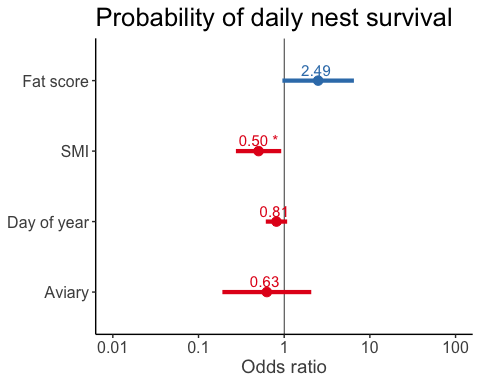 Probability of daily nest survival
Fat score
2.49
SMI
0.50 *
Day of year
0.81
Aviary
0.63
0.01 0.1 1 10 100
Odds ratio